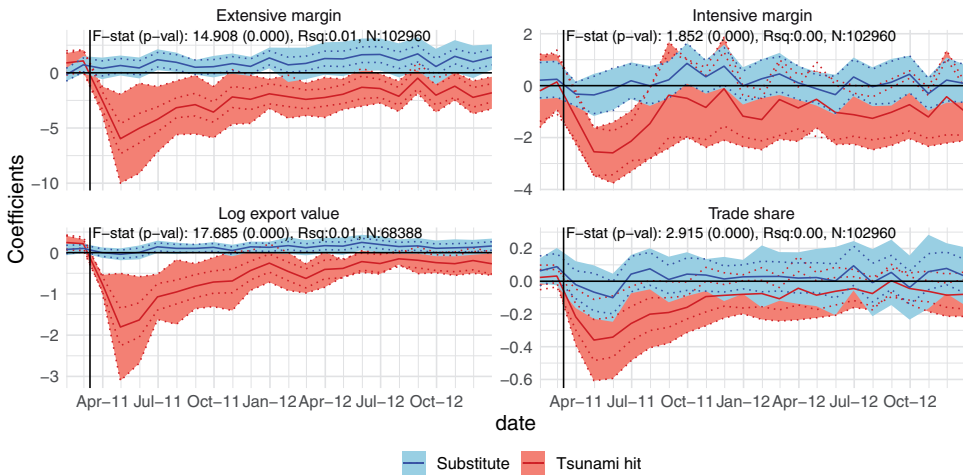 Extensive margin
F−stat (p−val): 14.908 (0.000), Rsq:0.01, N:102960
0
−5
−10
Intensive margin
F−stat (p−val): 1.852 (0.000), Rsq:0.00, N:102960
2
0
−2
−4
Coefficients
Log export value
F−stat (p−val): 17.685 (0.000), Rsq:0.01, N:68388
0
−1
−2
−3
Apr−11 Jul−11 Oct−11 Jan−12 Apr−12 Jul−12 Oct−12
Trade share
F−stat (p−val): 2.915 (0.000), Rsq:0.00, N:102960
0.2
0.0
−0.2
−0.4
−0.6
Apr−11 Jul−11 Oct−11 Jan−12 Apr−12 Jul−12 Oct−12
date
Substitute Tsunami hit